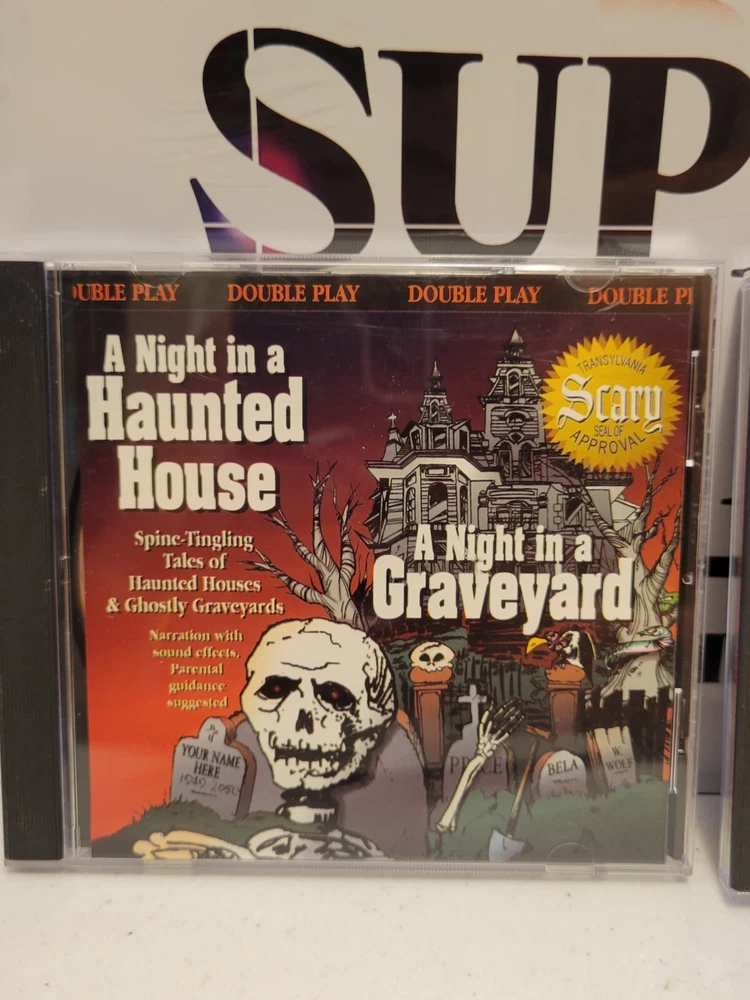 SUP
UBLE PLAY DOUBLE PLAY DOUBLE PLAY DOUBLE PL
A Night in a
Haunted
House
Spine-Tingling
Tales of
Haunted Houses
& Ghostly Graveyards
Narration with
sound effects.
Parental
guidance
suggested
TRANSYLVANIA
Scary
SEAL OF
APPROVAL
A Night in a
Graveyard
YOUR NAME
HERE
BELA
W.
WOLF